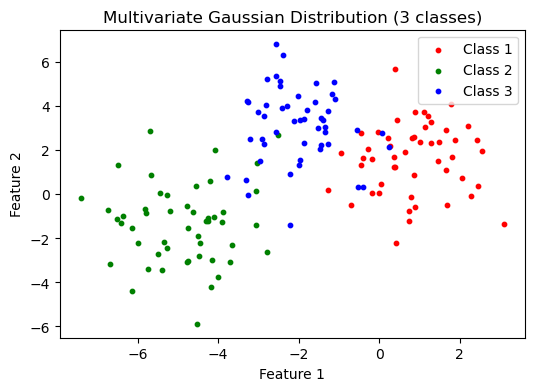 Multivariate Gaussian Distribution (3 classes)
Class 1
Class 2
Class 3
Feature 2
6
4
2
0
−2
−4
−6
−6
−4
−2
0
2
Feature 1